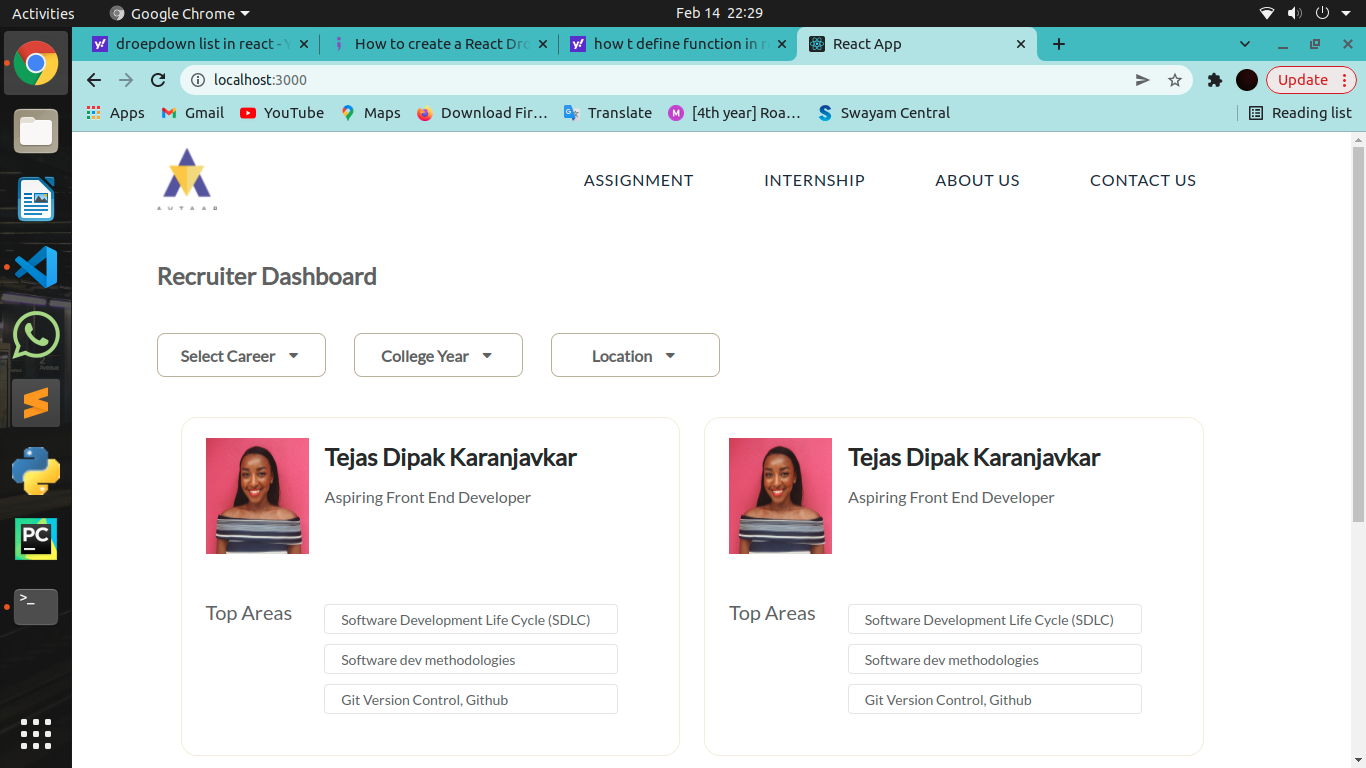 Activities Google Chrome Feb 14 22:29
droepdown list in react - Y How to create a React Dro how t define function in r React App
localhost:3000 Update
Apps Gmail YouTube Maps Download Fir... Translate [4th year] Roa... Swayam Central Reading list
AVTAAR
ASSIGNMENT INTERNSHIP ABOUT US CONTACT US
Recruiter Dashboard
Select Career College Year Location
Tejas Dipak Karanjavkar
Aspiring Front End Developer
Top Areas
Software Development Life Cycle (SDLC)
Software dev methodologies
Git Version Control, Github
Tejas Dipak Karanjavkar
Aspiring Front End Developer
Top Areas
Software Development Life Cycle (SDLC)
Software dev methodologies
Git Version Control, Github